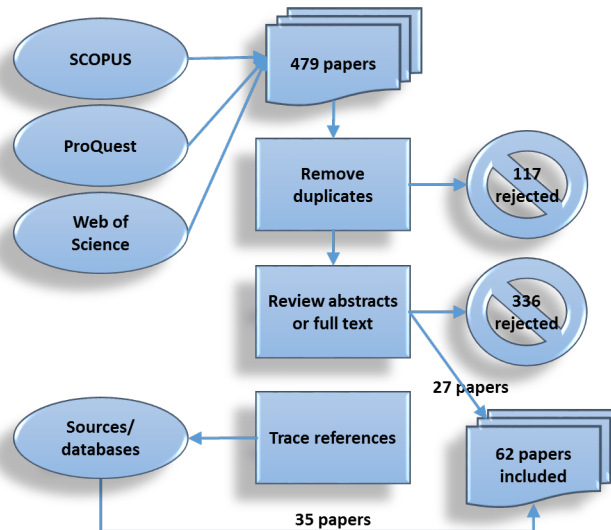 SCOPUS
479 papers
ProQuest
Remove
duplicates
117
rejected
Web of
Science
Review abstracts
or full text
336
rejected
27 papers
Sources/
databases
Trace references
62 papers
included
35 papers